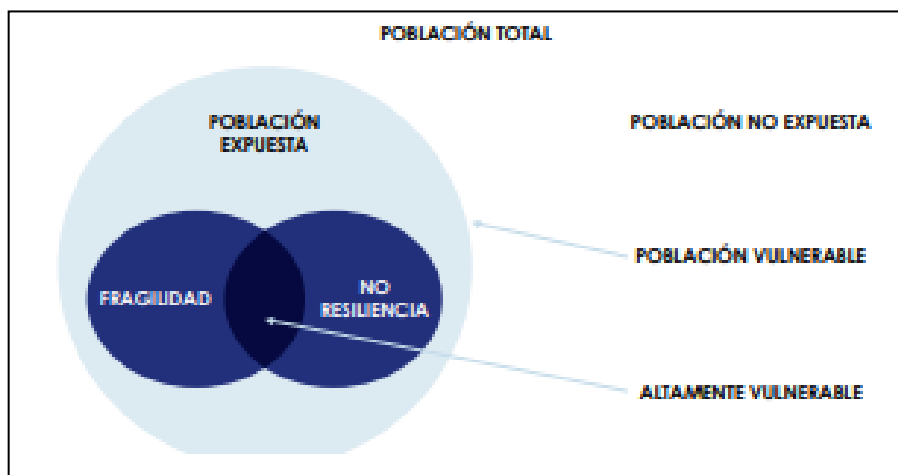 POBLACIÓN TOTAL
POBLACIÓN
EXPUESTA
POBLACIÓN NO EXPUESTA
POBLACIÓN VULNERABLE
FRAGILIDAD
NO
RESILIENCIA
ALTAMENTE VULNERABLE